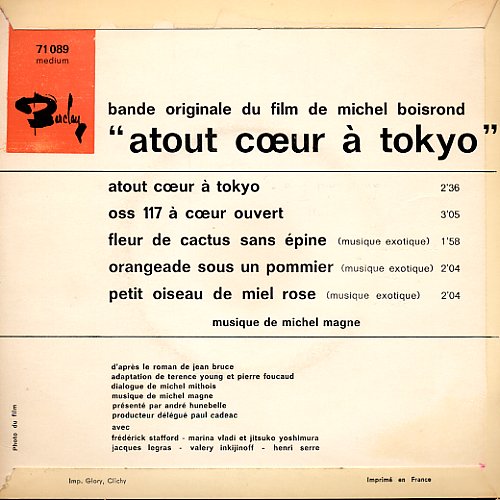 71 089
medium
Barclay
bande originale du film de michel boisrond
“atout cœur à tokyo”
atout cœur à tokyo 2'36
oss 117 à cœur ouvert 3'05
fleur de cactus sans épine (musique exotique) 1'58
orangeade sous un pommier (musique exotique) 2'04
petit oiseau de miel rose (musique exotique) 2'04
musique de michel magne
d'après le roman de jean bruce
adaptation de terence young et pierre foucaud
dialogue de michel mithois
musique de michel magne
présenté par andré hunebelle
producteur délégué paul cadeac
avec
frédérick stafford - marina vladi et jitsuko yoshimura
jacques legras - valery inkijinoff - henri serre
Photo du film
Imp. Glory, Clichy
Imprimé en France